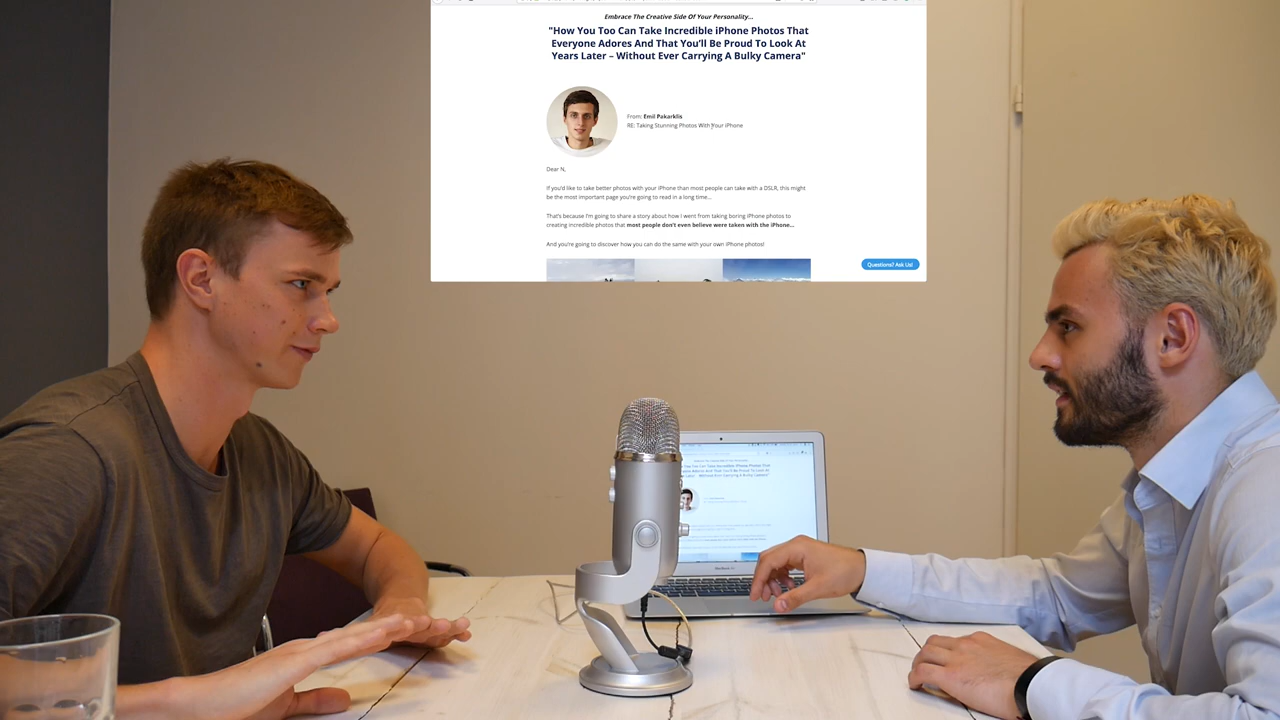 Embrace The Creative Side Of Your Personality...
"How You Too Can Take Incredible iPhone Photos That
Everyone Adores And That You'll Be Proud To Look At
Years Later – Without Ever Carrying A Bulky Camera"
From: Emil Pakarklis
RE: Taking Stunning Photos With Your iPhone
Dear N,
If you'd like to take better photos with your iPhone than most people can take with a DSLR, this might
be the most important page you're going to read in a long time...
That's because I'm going to share a story about how I went from taking boring iPhone photos to
creating incredible photos that most people don't even believe were taken with the iPhone...
And you're going to discover how you can do the same with your own iPhone photos!
Questions? Ask Us!
MacBook Air